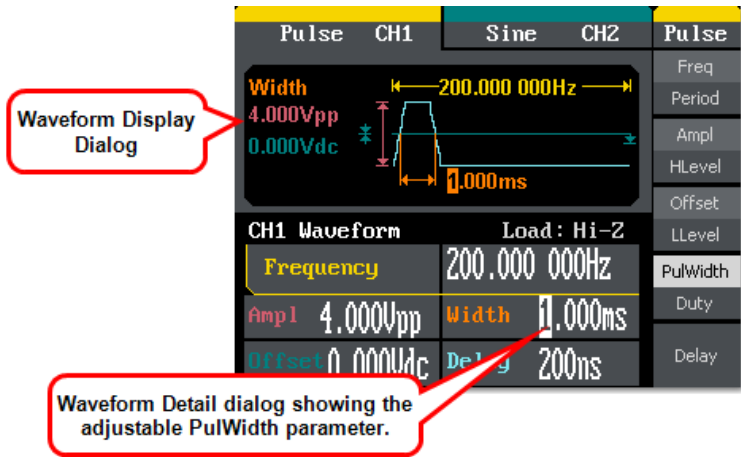 Pulse CH1 Sine CH2 Pulse
Freq
Period
Ampl
HLevel
Offset
LLevel
PulWidth
Duty
Delay
Waveform Display
Dialog
Width 200.000 000Hz
4.000Vpp
0.000Vdc
1.000ms
CH1 Waveform Load: Hi-Z
Frequency 200.000 000Hz
Ampl 4.000Vpp Width 1.000ms
Offset 0.000Vdc Delay 200ns
Waveform Detail dialog showing the
adjustable PulWidth parameter.